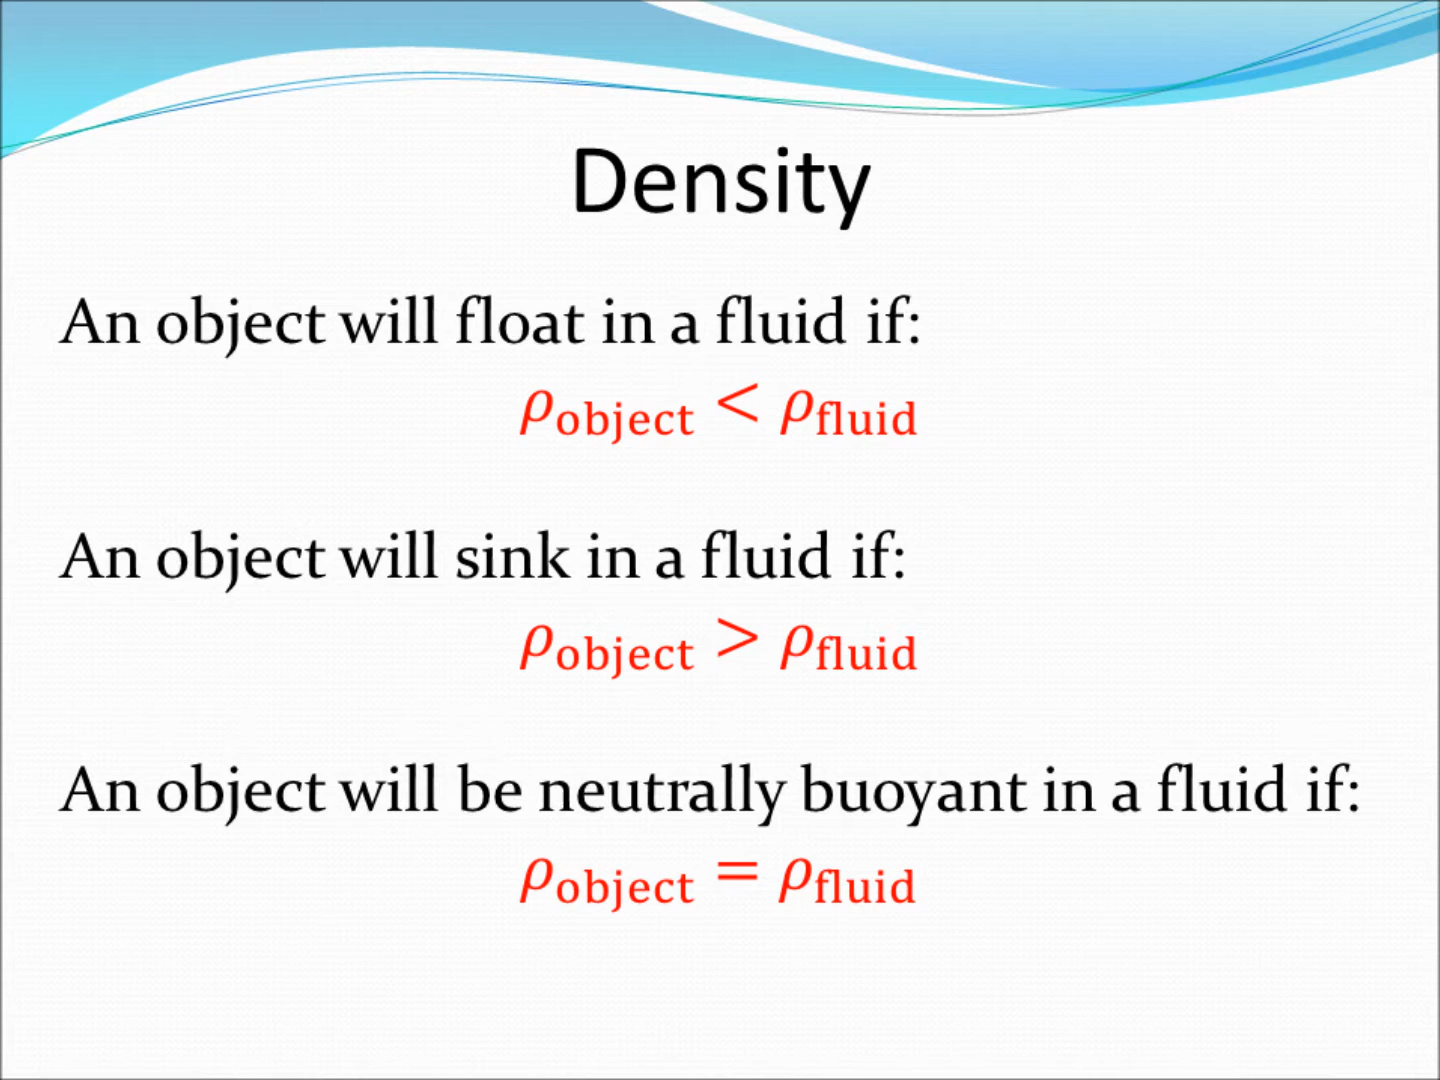 Density
An object will float in a fluid if:
ρobject < ρfluid
An object will sink in a fluid if:
ρobject > ρfluid
An object will be neutrally buoyant in a fluid if:
ρobject = ρfluid